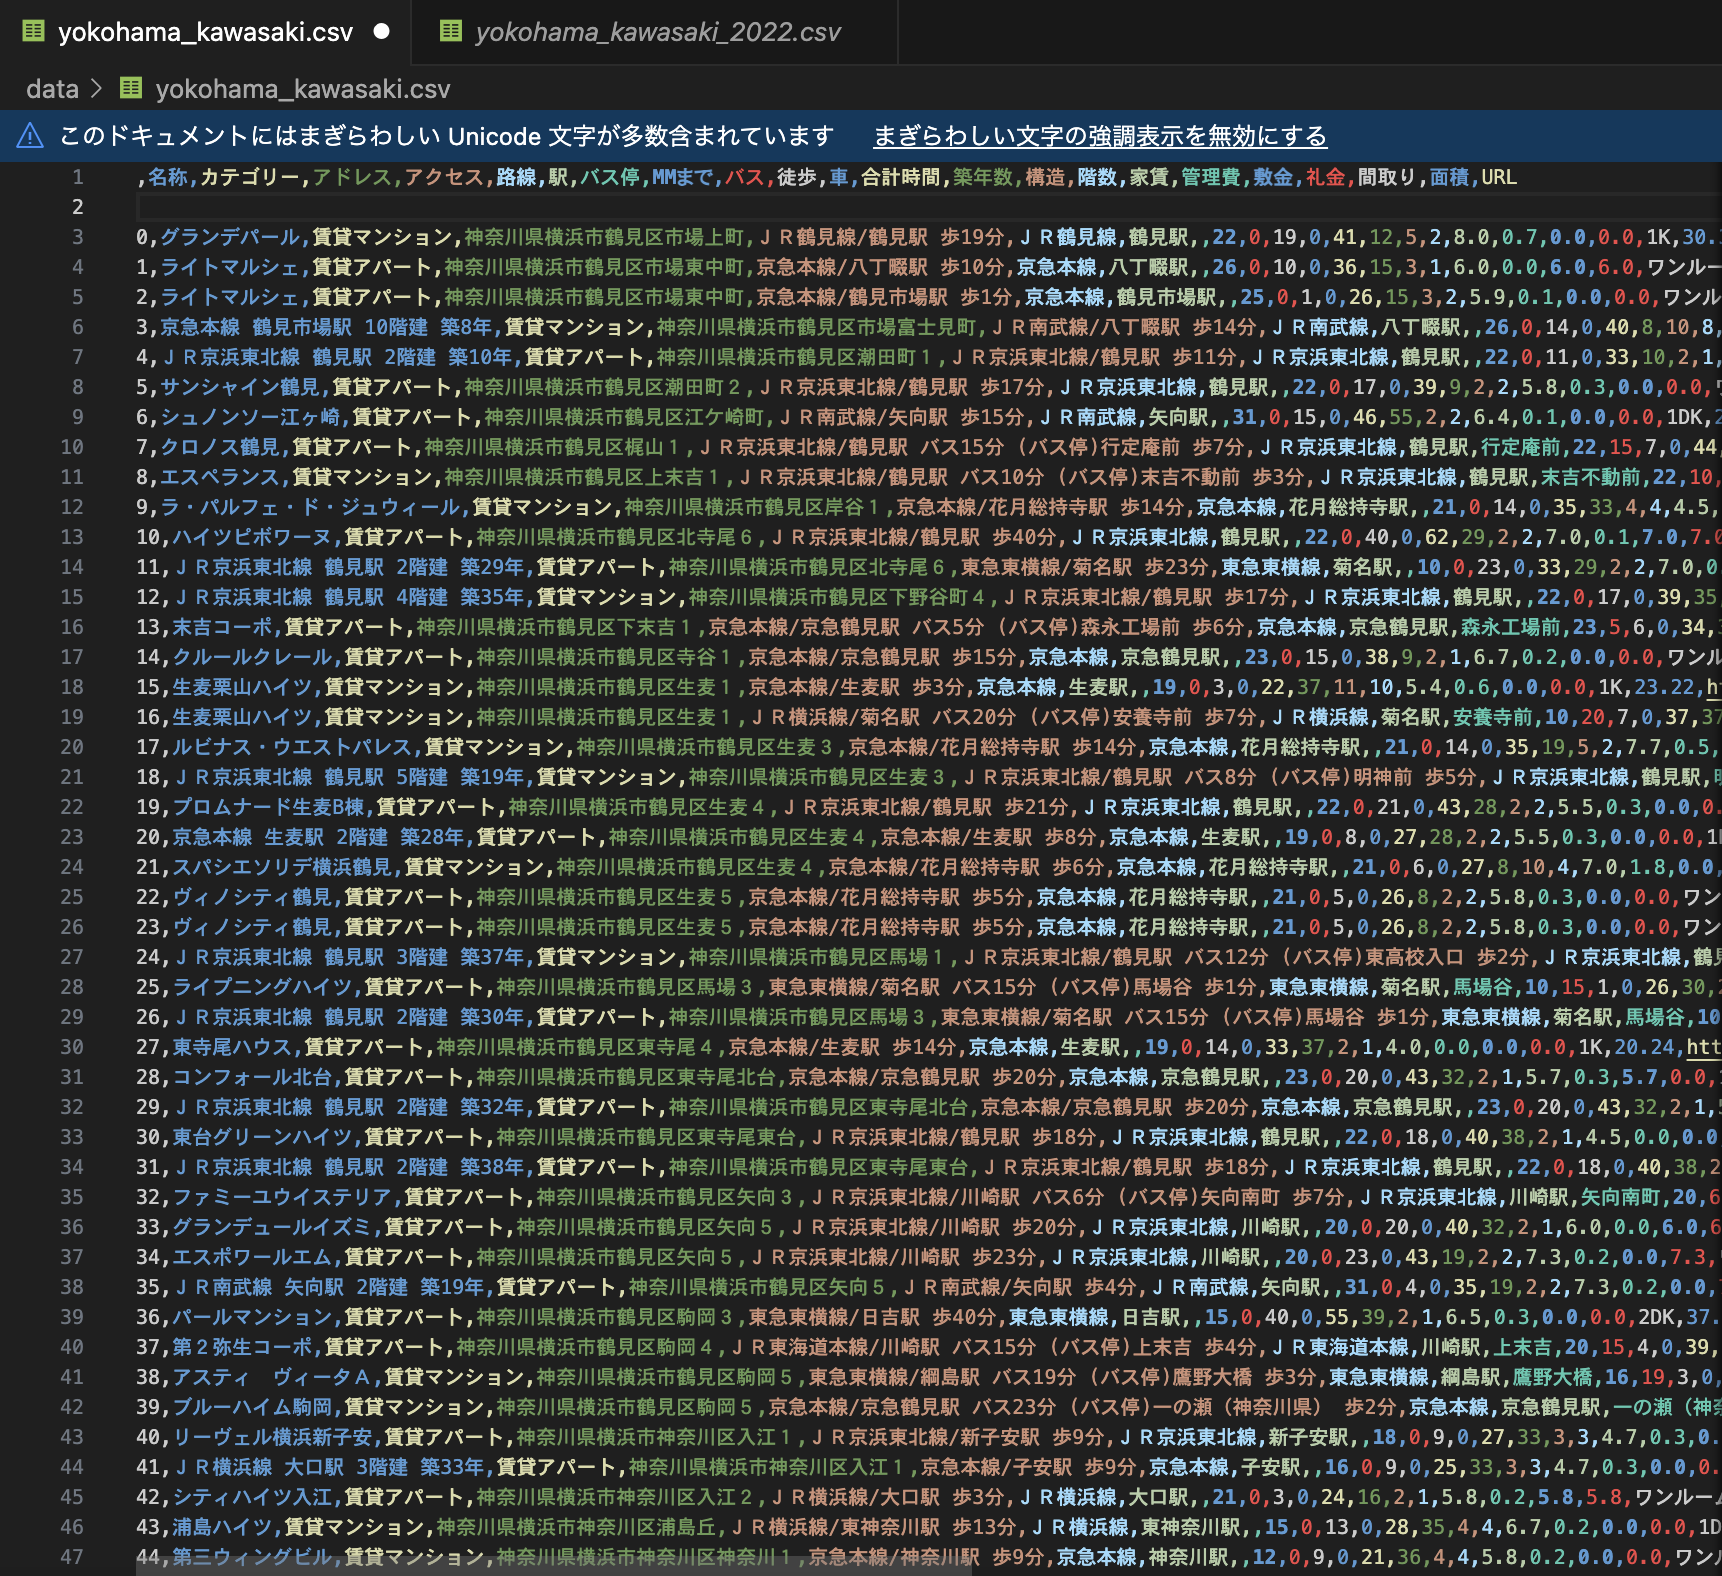 yokohama_kawasaki.csv ● yokohama_kawasaki_2022.csv
data > yokohama_kawasaki.csv
このドキュメントにはまぎらわしい Unicode 文字が多数含まれています まぎらわしい文字の強調表示を無効にする
1 ,名称,カテゴリー,アドレス,アクセス,路線,駅,バス停,MMまで,バス,徒歩,車,合計時間,築年数,構造,階数,家賃,管理費,敷金,礼金,間取り,面積,URL
2
3 0,グランデパール,賃貸マンション,神奈川県横浜市鶴見区市場上町,ＪＲ鶴見線/鶴見駅 歩19分,ＪＲ鶴見線,鶴見駅,,22,0,19,0,41,12,5,2,8.0,0.7,0.0,0.0,1K,30.
4 1,ライトマルシェ,賃貸アパート,神奈川県横浜市鶴見区市場東中町,京急本線/八丁畷駅 歩10分,京急本線,八丁畷駅,,26,0,10,0,36,15,3,1,6.0,0.0,6.0,6.0,ワンルー
5 2,ライトマルシェ,賃貸アパート,神奈川県横浜市鶴見区市場東中町,京急本線/鶴見市場駅 歩1分,京急本線,鶴見市場駅,,25,0,1,0,26,15,3,2,5.9,0.1,0.0,0.0,ワンル
6 3,京急本線 鶴見市場駅 10階建 築8年,賃貸マンション,神奈川県横浜市鶴見区市場富士見町,ＪＲ南武線/八丁畷駅 歩14分,ＪＲ南武線,八丁畷駅,,26,0,14,0,40,8,10,8,
7 4,ＪＲ京浜東北線 鶴見駅 2階建 築10年,賃貸アパート,神奈川県横浜市鶴見区潮田町１,ＪＲ京浜東北線/鶴見駅 歩11分,ＪＲ京浜東北線,鶴見駅,,22,0,11,0,33,10,2,1,
8 5,サンシャイン鶴見,賃貸アパート,神奈川県横浜市鶴見区潮田町２,ＪＲ京浜東北線/鶴見駅 歩17分,ＪＲ京浜東北線,鶴見駅,,22,0,17,0,39,9,2,2,5.8,0.3,0.0,0.0,
9 6,シュノンソー江ヶ崎,賃貸アパート,神奈川県横浜市鶴見区江ケ崎町,ＪＲ南武線/矢向駅 歩15分,ＪＲ南武線,矢向駅,,31,0,15,0,46,55,2,2,6.4,0.1,0.0,0.0,1DK,2
10 7,クロノス鶴見,賃貸アパート,神奈川県横浜市鶴見区梶山１,ＪＲ京浜東北線/鶴見駅 バス15分 (バス停)行定庵前 歩7分,ＪＲ京浜東北線,鶴見駅,行定庵前,22,15,7,0,44,
11 8,エスペランス,賃貸マンション,神奈川県横浜市鶴見区上末吉１,ＪＲ京浜東北線/鶴見駅 バス10分 (バス停)末吉不動前 歩3分,ＪＲ京浜東北線,鶴見駅,末吉不動前,22,10,
12 9,ラ・パルフェ・ド・ジュウィール,賃貸マンション,神奈川県横浜市鶴見区岸谷１,京急本線/花月総持寺駅 歩14分,京急本線,花月総持寺駅,,21,0,14,0,35,33,4,4,4.5,
13 10,ハイツピボワーヌ,賃貸アパート,神奈川県横浜市鶴見区北寺尾６,ＪＲ京浜東北線/鶴見駅 歩40分,ＪＲ京浜東北線,鶴見駅,,22,0,40,0,62,29,2,2,7.0,0.1,7.0,7.0
14 11,ＪＲ京浜東北線 鶴見駅 2階建 築29年,賃貸アパート,神奈川県横浜市鶴見区北寺尾６,東急東横線/菊名駅 歩23分,東急東横線,菊名駅,,10,0,23,0,33,29,2,2,7.0,0
15 12,ＪＲ京浜東北線 鶴見駅 4階建 築35年,賃貸マンション,神奈川県横浜市鶴見区下野谷町４,ＪＲ京浜東北線/鶴見駅 歩17分,ＪＲ京浜東北線,鶴見駅,,22,0,17,0,39,35
16 13,末吉コーポ,賃貸アパート,神奈川県横浜市鶴見区下末吉１,京急本線/京急鶴見駅 バス5分 (バス停)森永工場前 歩6分,京急本線,京急鶴見駅,森永工場前,23,5,6,0,34,
17 14,クルールクレール,賃貸アパート,神奈川県横浜市鶴見区寺谷１,京急本線/京急鶴見駅 歩15分,京急本線,京急鶴見駅,,23,0,15,0,38,9,2,1,6.7,0.2,0.0,0.0,ワンル
18 15,生麦栗山ハイツ,賃貸マンション,神奈川県横浜市鶴見区生麦１,京急本線/生麦駅 歩3分,京急本線,生麦駅,,19,0,3,0,22,37,11,10,5.4,0.6,0.0,0.0,1K,23.22,h
19 16,生麦栗山ハイツ,賃貸マンション,神奈川県横浜市鶴見区生麦１,ＪＲ横浜線/菊名駅 バス20分 (バス停)安養寺前 歩7分,ＪＲ横浜線,菊名駅,安養寺前,10,20,7,0,37,37
20 17,ルビナス・ウエストパレス,賃貸マンション,神奈川県横浜市鶴見区生麦３,京急本線/花月総持寺駅 歩14分,京急本線,花月総持寺駅,,21,0,14,0,35,19,5,2,7.7,0.5,
21 18,ＪＲ京浜東北線 鶴見駅 5階建 築19年,賃貸マンション,神奈川県横浜市鶴見区生麦３,ＪＲ京浜東北線/鶴見駅 バス8分 (バス停)明神前 歩5分,ＪＲ京浜東北線,鶴見駅,明
22 19,プロムナード生麦B棟,賃貸アパート,神奈川県横浜市鶴見区生麦４,ＪＲ京浜東北線/鶴見駅 歩21分,ＪＲ京浜東北線,鶴見駅,,22,0,21,0,43,28,2,2,5.5,0.3,0.0,0.
23 20,京急本線 生麦駅 2階建 築28年,賃貸アパート,神奈川県横浜市鶴見区生麦４,京急本線/生麦駅 歩8分,京急本線,生麦駅,,19,0,8,0,27,28,2,2,5.5,0.3,0.0,0.0,1
24 21,スパシエソリデ横浜鶴見,賃貸マンション,神奈川県横浜市鶴見区生麦４,京急本線/花月総持寺駅 歩6分,京急本線,花月総持寺駅,,21,0,6,0,27,8,10,4,7.0,1.8,0.0,
25 22,ヴィノシティ鶴見,賃貸アパート,神奈川県横浜市鶴見区生麦５,京急本線/花月総持寺駅 歩5分,京急本線,花月総持寺駅,,21,0,5,0,26,8,2,2,5.8,0.3,0.0,0.0,ワン
26 23,ヴィノシティ鶴見,賃貸アパート,神奈川県横浜市鶴見区生麦５,京急本線/花月総持寺駅 歩5分,京急本線,花月総持寺駅,,21,0,5,0,26,8,2,2,5.8,0.3,0.0,0.0,ワン
27 24,ＪＲ京浜東北線 鶴見駅 3階建 築37年,賃貸マンション,神奈川県横浜市鶴見区馬場１,ＪＲ京浜東北線/鶴見駅 バス12分 (バス停)東高校入口 歩2分,ＪＲ京浜東北線,鶴見
28 25,ライプニングハイツ,賃貸アパート,神奈川県横浜市鶴見区馬場３,東急東横線/菊名駅 バス15分 (バス停)馬場谷 歩1分,東急東横線,菊名駅,馬場谷,10,15,1,0,26,30,
29 26,ＪＲ京浜東北線 鶴見駅 2階建 築30年,賃貸アパート,神奈川県横浜市鶴見区馬場３,東急東横線/菊名駅 バス15分 (バス停)馬場谷 歩1分,東急東横線,菊名駅,馬場谷,10
30 27,東寺尾ハウス,賃貸アパート,神奈川県横浜市鶴見区東寺尾４,京急本線/生麦駅 歩14分,京急本線,生麦駅,,19,0,14,0,33,37,2,1,4.0,0.0,0.0,0.0,1K,20.24,htt
31 28,コンフォール北台,賃貸アパート,神奈川県横浜市鶴見区東寺尾北台,京急本線/京急鶴見駅 歩20分,京急本線,京急鶴見駅,,23,0,20,0,43,32,2,1,5.7,0.3,5.7,0.0,
32 29,ＪＲ京浜東北線 鶴見駅 2階建 築32年,賃貸アパート,神奈川県横浜市鶴見区東寺尾北台,京急本線/京急鶴見駅 歩20分,京急本線,京急鶴見駅,,23,0,20,0,43,32,2,1,5
33 30,東台グリーンハイツ,賃貸アパート,神奈川県横浜市鶴見区東寺尾東台,ＪＲ京浜東北線/鶴見駅 歩18分,ＪＲ京浜東北線,鶴見駅,,22,0,18,0,40,38,2,1,4.5,0.0,0.0
34 31,ＪＲ京浜東北線 鶴見駅 2階建 築38年,賃貸アパート,神奈川県横浜市鶴見区東寺尾東台,ＪＲ京浜東北線/鶴見駅 歩18分,ＪＲ京浜東北線,鶴見駅,,22,0,18,0,40,38,2
35 32,ファミーユウイステリア,賃貸アパート,神奈川県横浜市鶴見区矢向３,ＪＲ京浜東北線/川崎駅 バス6分 (バス停)矢向南町 歩7分,ＪＲ京浜東北線,川崎駅,矢向南町,20,6
36 33,グランデュールイズミ,賃貸アパート,神奈川県横浜市鶴見区矢向５,ＪＲ京浜東北線/川崎駅 歩20分,ＪＲ京浜東北線,川崎駅,,20,0,20,0,40,32,2,1,6.0,0.0,6.0,6
37 34,エスポワールエム,賃貸アパート,神奈川県横浜市鶴見区矢向５,ＪＲ京浜東北線/川崎駅 歩23分,ＪＲ京浜東北線,川崎駅,,20,0,23,0,43,19,2,2,7.3,0.2,0.0,7.3,
38 35,ＪＲ南武線 矢向駅 2階建 築19年,賃貸アパート,神奈川県横浜市鶴見区矢向５,ＪＲ南武線/矢向駅 歩4分,ＪＲ南武線,矢向駅,,31,0,4,0,35,19,2,2,7.3,0.2,0.0,
39 36,パールマンション,賃貸アパート,神奈川県横浜市鶴見区駒岡３,東急東横線/日吉駅 歩40分,東急東横線,日吉駅,,15,0,40,0,55,39,2,1,6.5,0.3,0.0,0.0,2DK,37.
40 37,第２弥生コーポ,賃貸アパート,神奈川県横浜市鶴見区駒岡４,ＪＲ東海道本線/川崎駅 バス15分 (バス停)上末吉 歩4分,ＪＲ東海道本線,川崎駅,上末吉,20,15,4,0,39,
41 38,アスティ　ヴィータＡ,賃貸マンション,神奈川県横浜市鶴見区駒岡５,東急東横線/綱島駅 バス19分 (バス停)鷹野大橋 歩3分,東急東横線,綱島駅,鷹野大橋,16,19,3,0,
42 39,ブルーハイム駒岡,賃貸マンション,神奈川県横浜市鶴見区駒岡５,京急本線/京急鶴見駅 バス23分 (バス停)一の瀬（神奈川県） 歩2分,京急本線,京急鶴見駅,一の瀬（神奈
43 40,リーヴェル横浜新子安,賃貸アパート,神奈川県横浜市神奈川区入江１,ＪＲ京浜東北線/新子安駅 歩9分,ＪＲ京浜東北線,新子安駅,,18,0,9,0,27,33,3,3,4.7,0.3,0.
44 41,ＪＲ横浜線 大口駅 3階建 築33年,賃貸アパート,神奈川県横浜市神奈川区入江１,京急本線/子安駅 歩9分,京急本線,子安駅,,16,0,9,0,25,33,3,3,4.7,0.3,0.0,0.
45 42,シティハイツ入江,賃貸アパート,神奈川県横浜市神奈川区入江２,ＪＲ横浜線/大口駅 歩3分,ＪＲ横浜線,大口駅,,21,0,3,0,24,16,2,1,5.8,0.2,5.8,5.8,ワンルーム
46 43,浦島ハイツ,賃貸マンション,神奈川県横浜市神奈川区浦島丘,ＪＲ横浜線/東神奈川駅 歩13分,ＪＲ横浜線,東神奈川駅,,15,0,13,0,28,35,4,4,6.7,0.2,0.0,0.0,1D
47 44,第三ウィングビル,賃貸マンション,神奈川県横浜市神奈川区神奈川１,京急本線/神奈川駅 歩9分,京急本線,神奈川駅,,12,0,9,0,21,36,4,4,5.8,0.2,0.0,0.0,ワンル